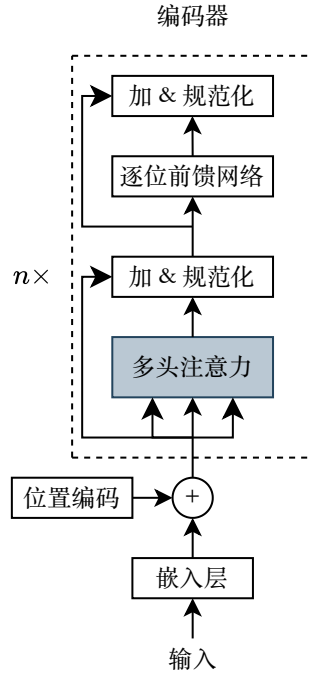 编码器
加 & 规范化
逐位前馈网络
n×
加 & 规范化
多头注意力
位置编码
+
嵌入层
输入